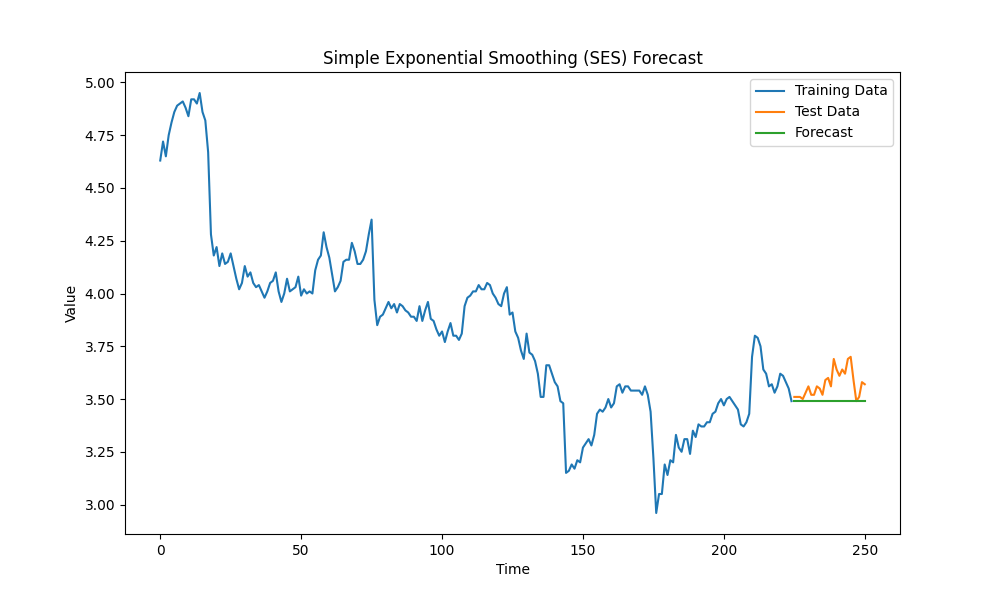 Simple Exponential Smoothing (SES) Forecast
Training Data
Test Data
Forecast
5.00
4.75
4.50
4.25
4.00
3.75
3.50
3.25
3.00
Value
0
50
100
150
200
250
Time